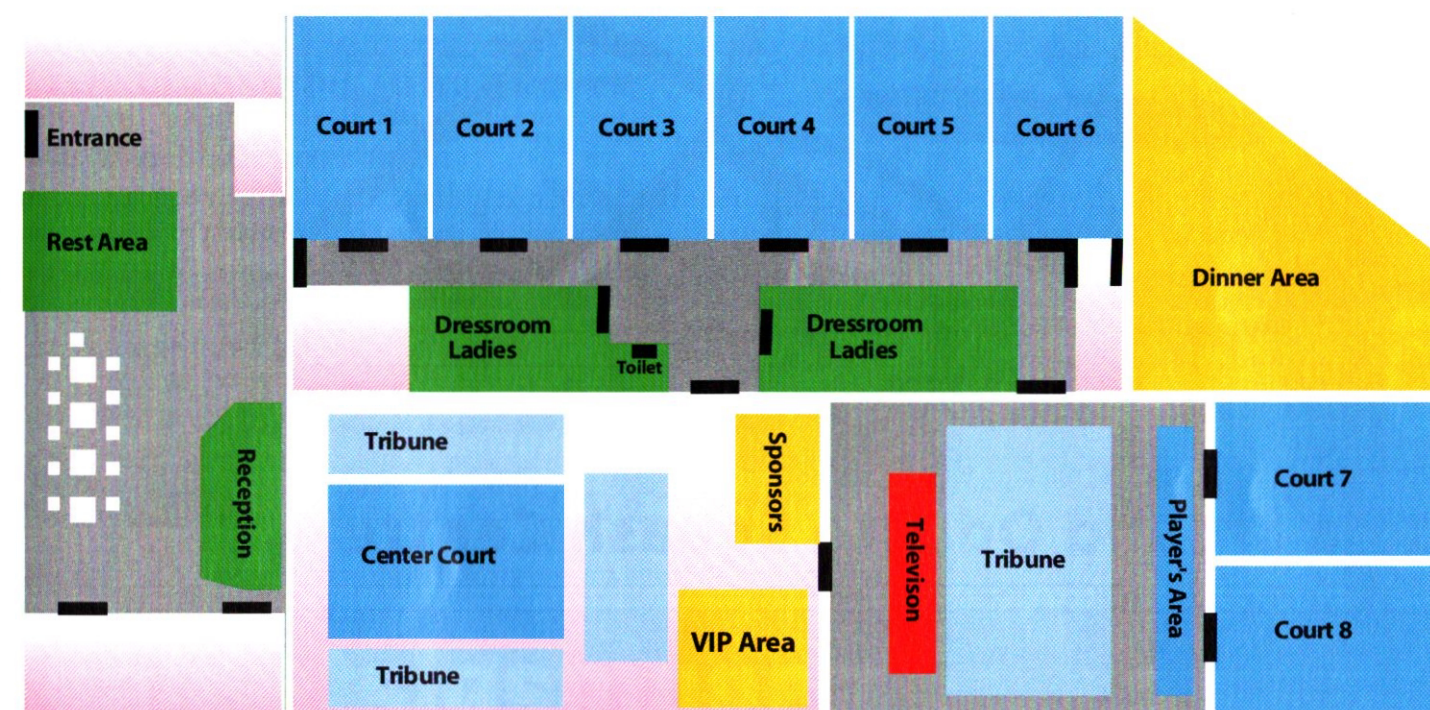 Entrance
Rest Area
Reception
Court 1
Court 2
Court 3
Court 4
Court 5
Court 6
Dinner Area
Dressroom
Ladies
Toilet
Dressroom
Ladies
Tribune
Center Court
Tribune
Sponsors
VIP Area
Televison
Tribune
Player's Area
Court 7
Court 8